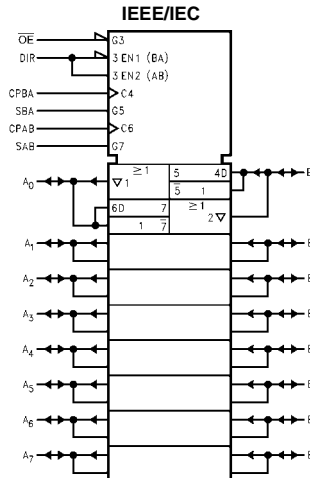 IEEE/IEC
O̅E̅ G3
DIR 3 EN1 (BA)
3 EN2 (AB)
CPBA C4
SBA G5
CPAB C6
SAB G7
A0 ≥1 5 4D
▽1 5̅ 1
6D 7 ≥1
1 7̅ 2▽
A1
A2
A3
A4
A5
A6
A7